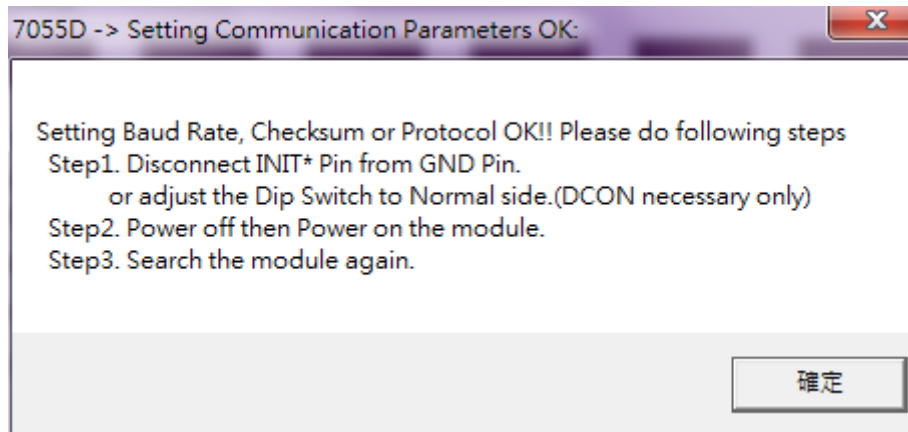 7055D -> Setting Communication Parameters OK:
Setting Baud Rate, Checksum or Protocol OK!! Please do following steps
Step1. Disconnect INIT* Pin from GND Pin.
or adjust the Dip Switch to Normal side.(DCON necessary only)
Step2. Power off then Power on the module.
Step3. Search the module again.
確定